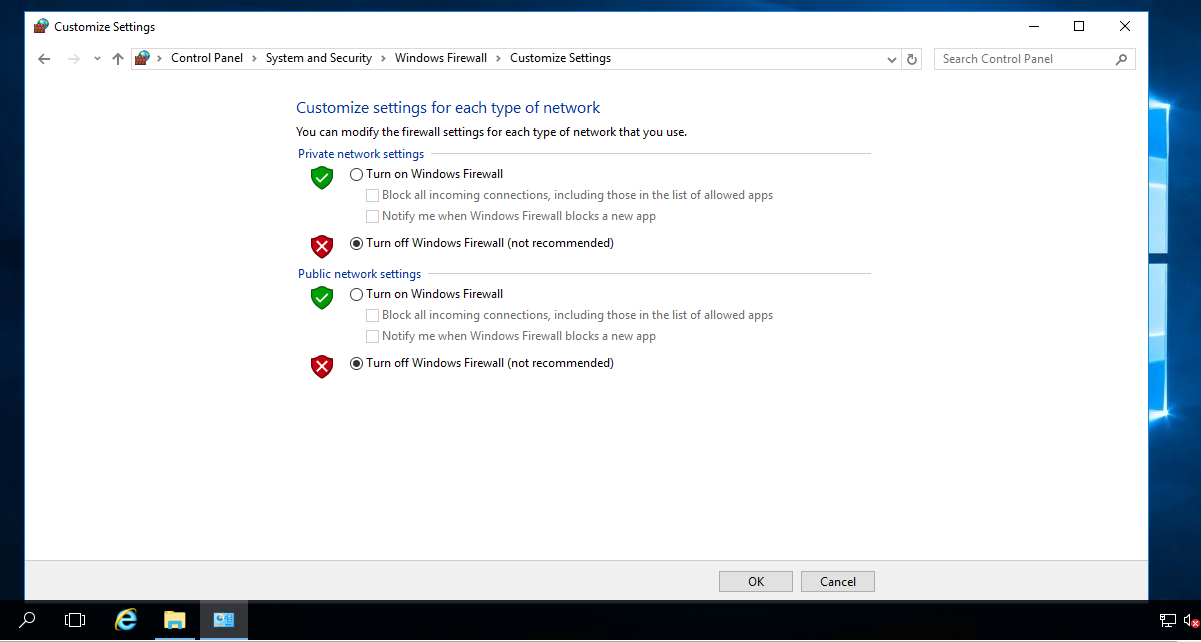 Customize Settings
Control Panel > System and Security > Windows Firewall > Customize Settings
Search Control Panel
Customize settings for each type of network
You can modify the firewall settings for each type of network that you use.
Private network settings
Turn on Windows Firewall
Block all incoming connections, including those in the list of allowed apps
Notify me when Windows Firewall blocks a new app
Turn off Windows Firewall (not recommended)
Public network settings
Turn on Windows Firewall
Block all incoming connections, including those in the list of allowed apps
Notify me when Windows Firewall blocks a new app
Turn off Windows Firewall (not recommended)
OK Cancel